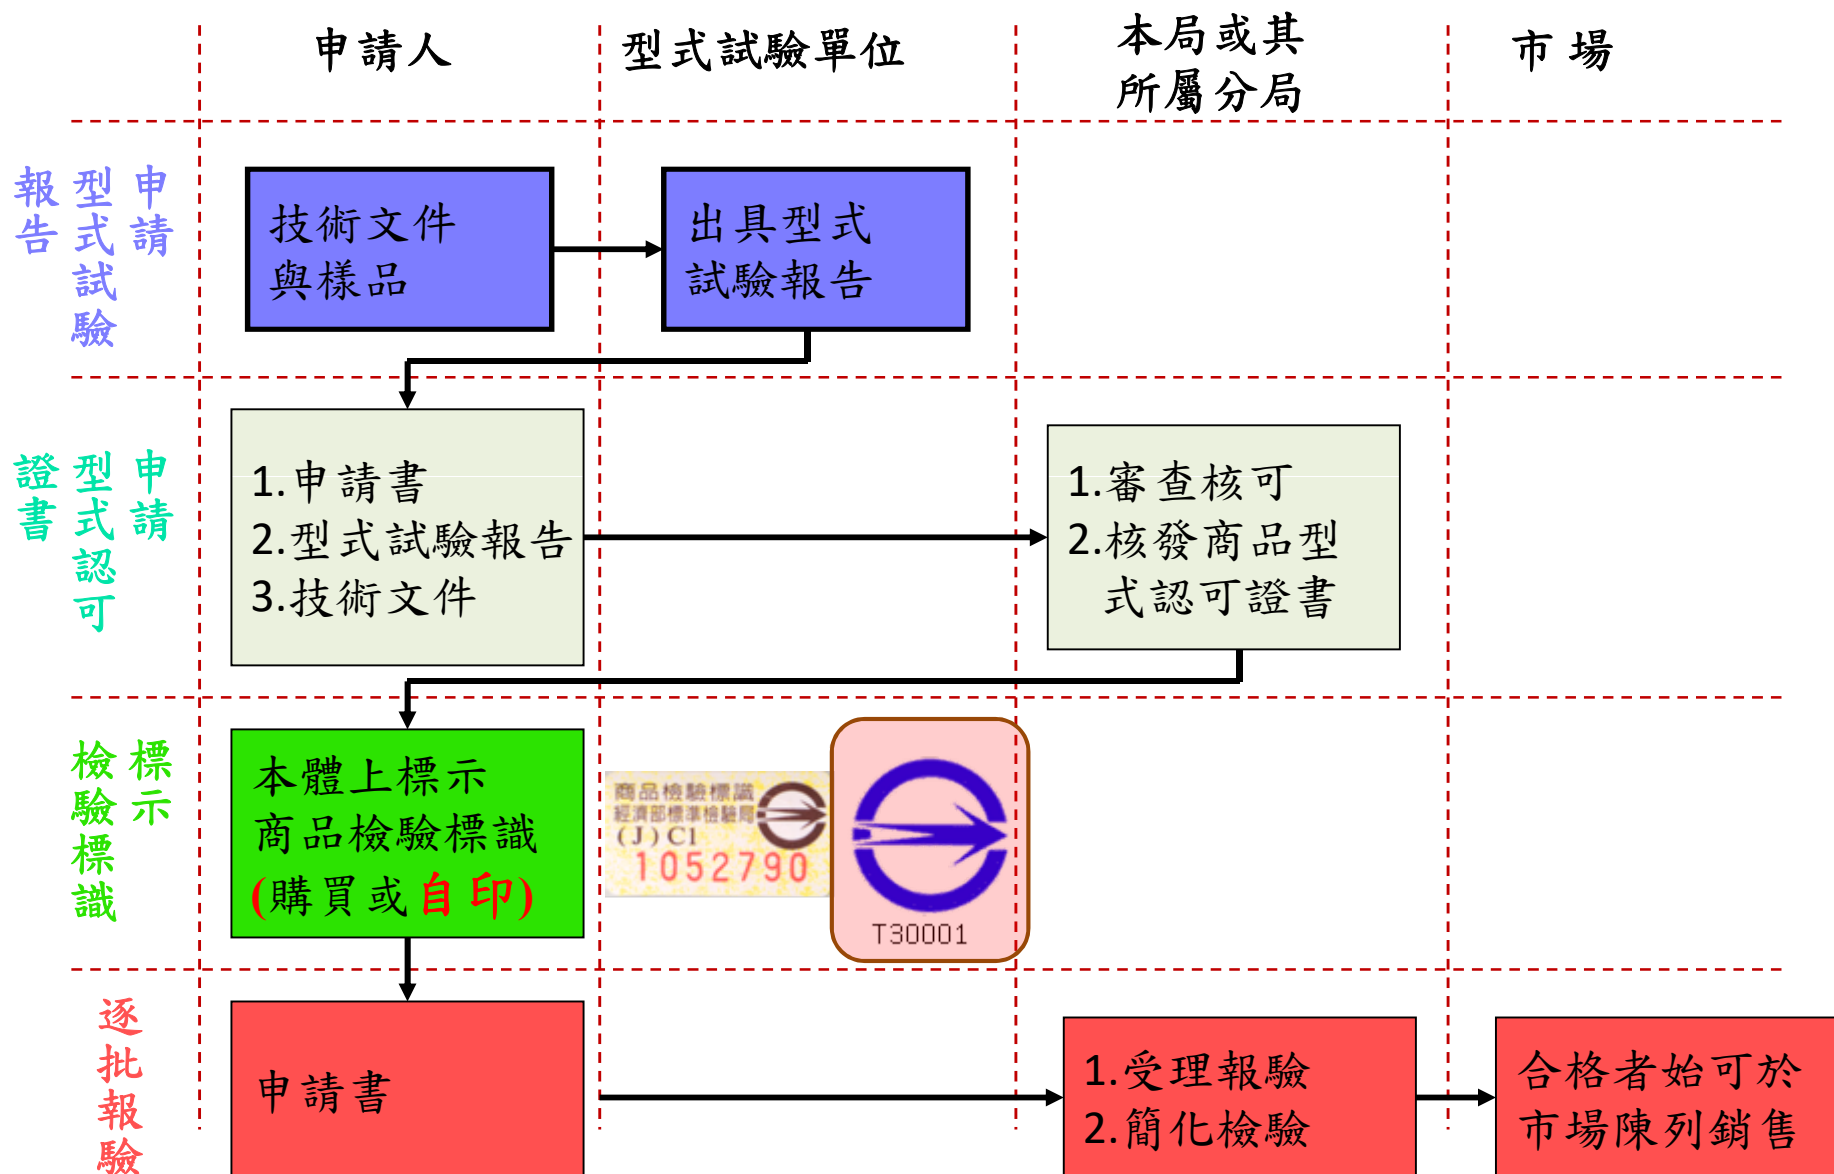 申請人
型式試驗單位
本局或其
所屬分局
市場
申請
型式試驗
報告
技術文件
與樣品
出具型式
試驗報告
申請
型式認可
證書
1.申請書
2.型式試驗報告
3.技術文件
1.審查核可
2.核發商品型
式認可證書
標示
檢驗標識
本體上標示
商品檢驗標識
(購買或自印)
商品檢驗標識
經濟部標準檢驗局
(J)C1
1052790
T30001
逐批報驗
申請書
1.受理報驗
2.簡化檢驗
合格者始可於
市場陳列銷售